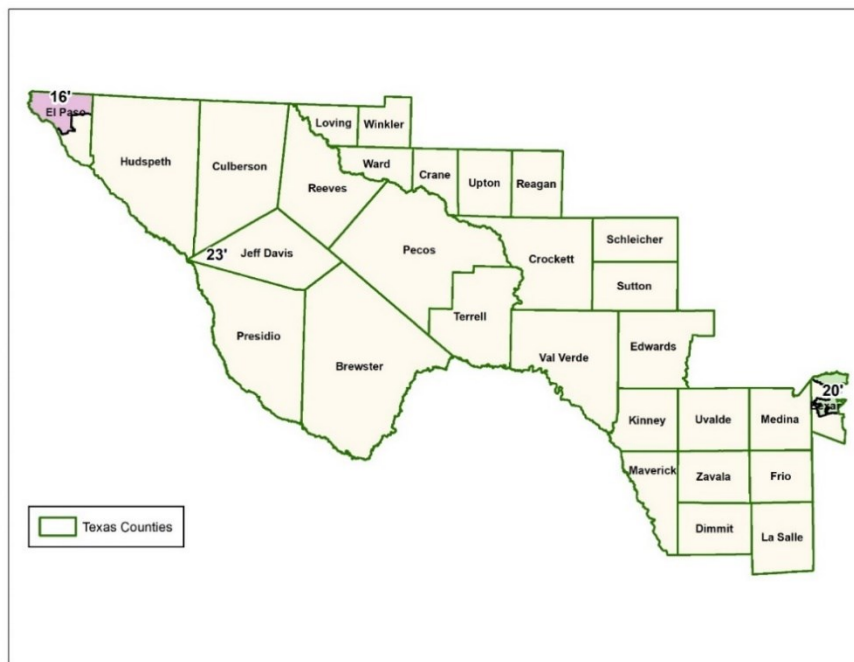 16'
El Paso
Loving
Winkler
Hudspeth
Culberson
Ward
Crane
Upton
Reagan
Reeves
23'
Jeff Davis
Pecos
Crockett
Schleicher
Sutton
Presidio
Brewster
Terrell
Val Verde
Edwards
20'
Bexar
Kinney
Uvalde
Medina
Maverick
Zavala
Frio
Dimmit
La Salle
Texas Counties